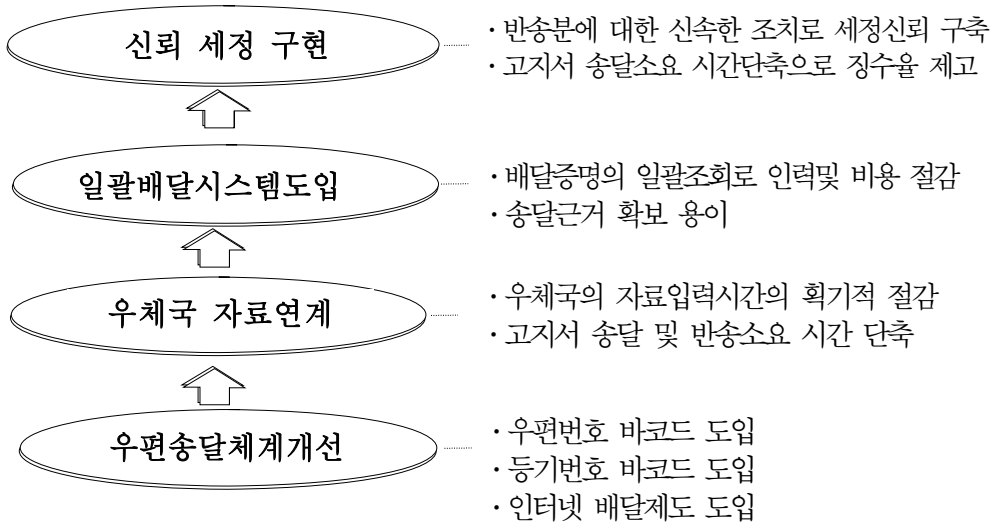 신뢰 세정 구현
· 반송분에 대한 신속한 조치로 세정신뢰 구축
· 고지서 송달소요 시간단축으로 징수율 제고
일괄배달시스템도입
· 배달증명의 일괄조회로 인력및 비용 절감
· 송달근거 확보 용이
우체국 자료연계
· 우체국의 자료입력시간의 획기적 절감
· 고지서 송달 및 반송소요 시간 단축
우편송달체계개선
· 우편번호 바코드 도입
· 등기번호 바코드 도입
· 인터넷 배달제도 도입